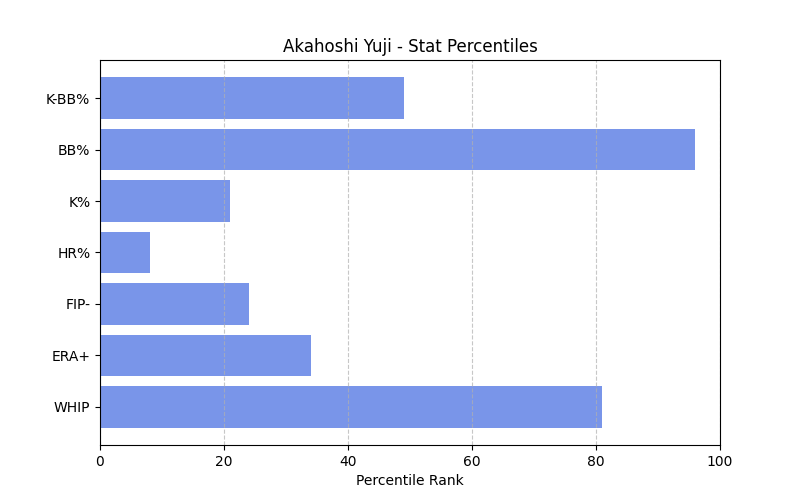 Akahoshi Yuji - Stat Percentiles
K-BB%
BB%
K%
HR%
FIP-
ERA+
WHIP
0 20 40 60 80 100
Percentile Rank